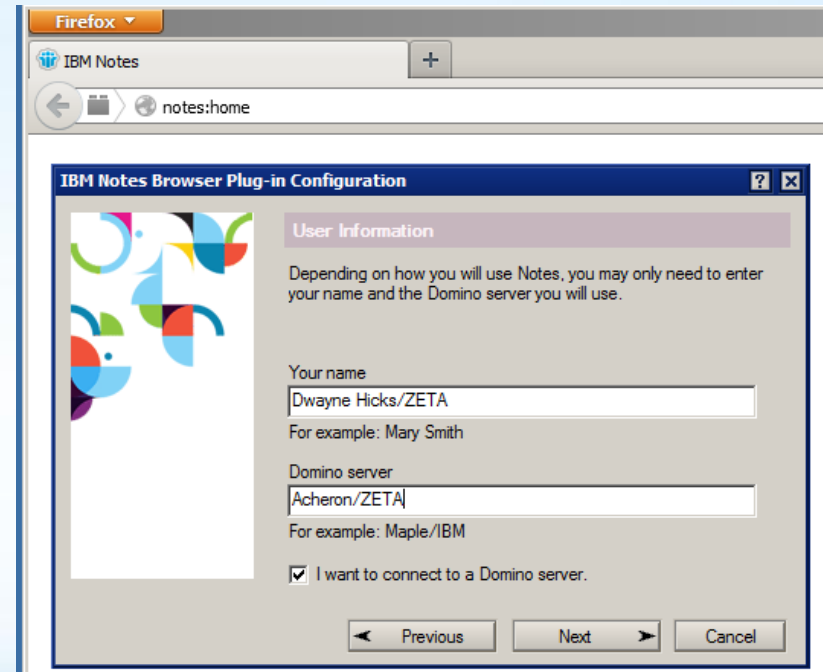 Firefox
IBM Notes
+
notes:home
IBM Notes Browser Plug-in Configuration
?
User Information
Depending on how you will use Notes, you may only need to enter
your name and the Domino server you will use.
Your name
Dwayne Hicks/ZETA
For example: Mary Smith
Domino server
Acheron/ZETA
For example: Maple/IBM
I want to connect to a Domino server.
Previous
Next
Cancel